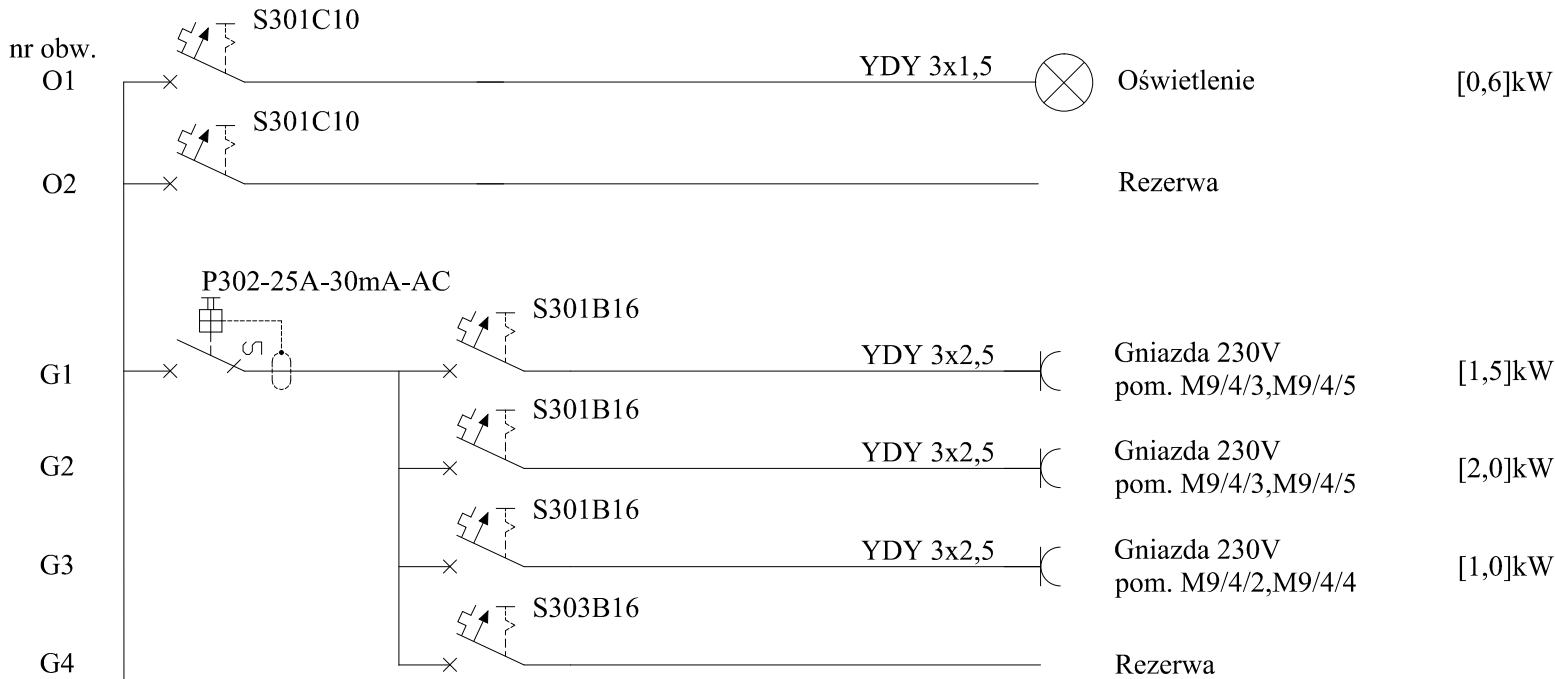 nr obw.
O1
S301C10
YDY 3x1,5
Oświetlenie
[0,6]kW
O2
S301C10
Rezerwa
P302-25A-30mA-AC
G1
S301B16
YDY 3x2,5
Gniazda 230V
pom. M9/4/3,M9/4/5
[1,5]kW
G2
S301B16
YDY 3x2,5
Gniazda 230V
pom. M9/4/3,M9/4/5
[2,0]kW
G3
S301B16
YDY 3x2,5
Gniazda 230V
pom. M9/4/2,M9/4/4
[1,0]kW
G4
S303B16
Rezerwa